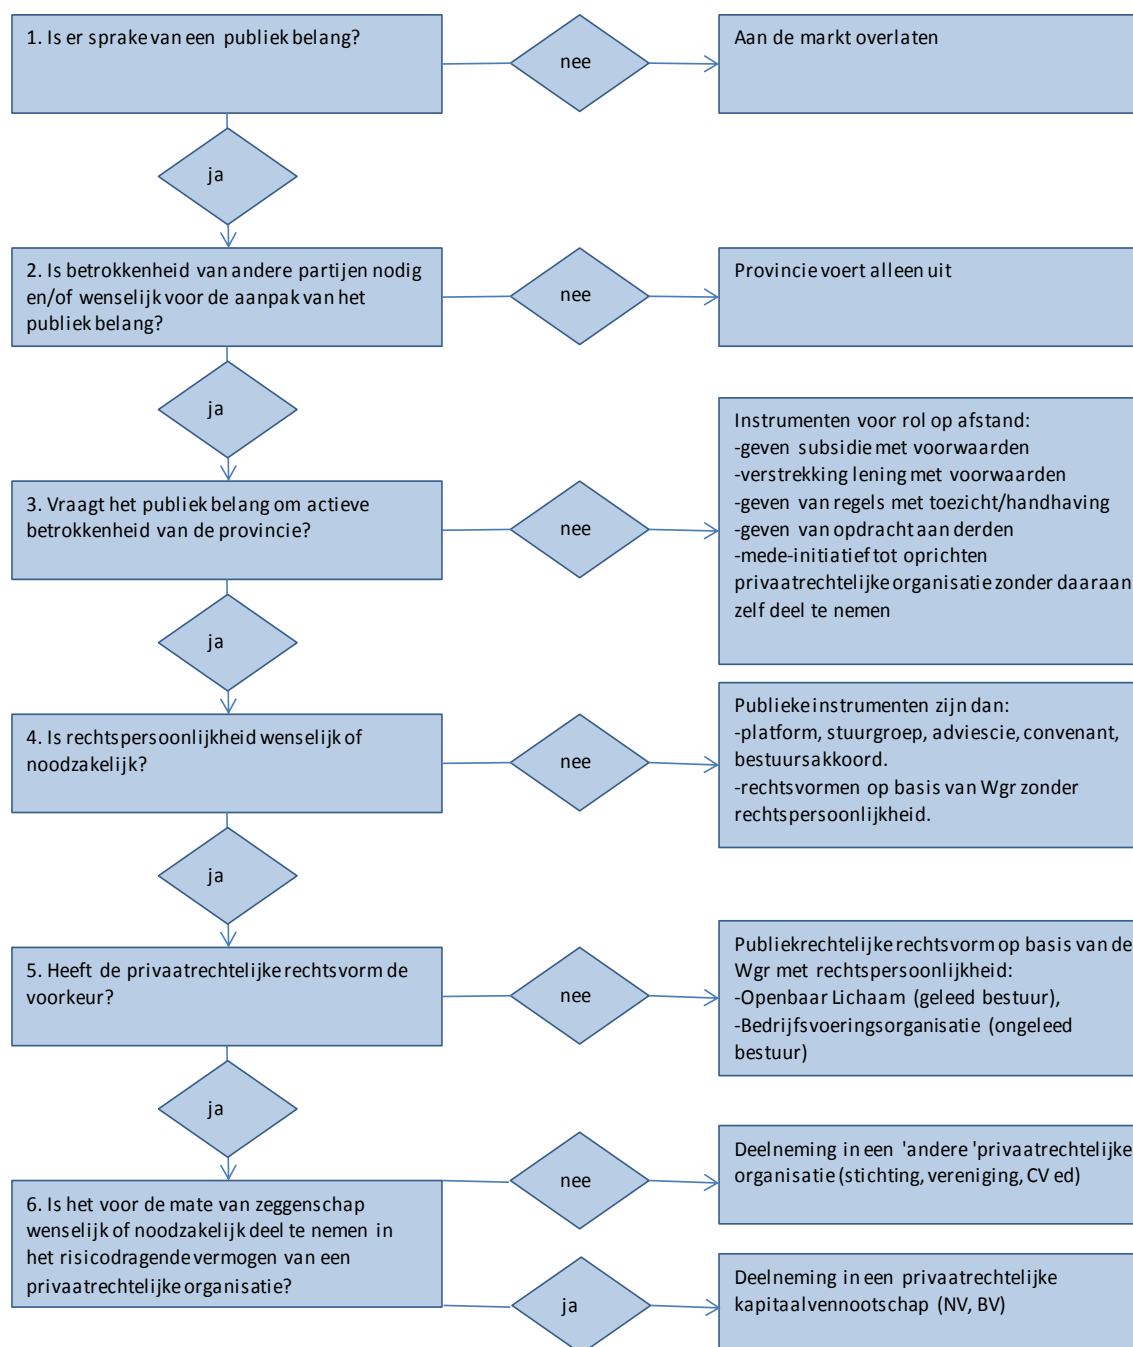 1. Is er sprake van een publiek belang?
nee
Aan de markt overlaten
ja
2. Is betrokkenheid van andere partijen nodig
en/of wenselijk voor de aanpak van het
publiek belang?
nee
Provincie voert alleen uit
ja
3. Vraagt het publiek belang om actieve
betrokkenheid van de provincie?
nee
Instrumenten voor rol op afstand:
-geven subsidie met voorwaarden
-verstrekking lening met voorwaarden
-geven van regels met toezicht/handhaving
-geven van opdracht aan derden
-mede-initiatief tot oprichten
privaatrechtelijke organisatie zonder daaraan
zelf deel te nemen
ja
4. Is rechtspersoonlijkheid wenselijk of
noodzakelijk?
nee
Publieke instrumenten zijn dan:
-platform, stuurgroep, adviescie, convenant,
bestuursakkoord.
-rechtsvormen op basis van Wgr zonder
rechtspersoonlijkheid.
ja
5. Heeft de privaatrechtelijke rechtsvorm de
voorkeur?
nee
Publiekrechtelijke rechtsvorm op basis van de
Wgr met rechtspersoonlijkheid:
-Openbaar Lichaam (geleed bestuur),
-Bedrijfsvoeringsorganisatie (ongeleed
bestuur)
ja
6. Is het voor de mate van zeggenschap
wenselijk of noodzakelijk deel te nemen in
het risicodragende vermogen van een
privaatrechtelijke organisatie?
nee
Deelneming in een 'andere 'privaatrechtelijke
organisatie (stichting, vereniging, CV ed)
ja
Deelneming in een privaatrechtelijke
kapitaalvennootschap (NV, BV)